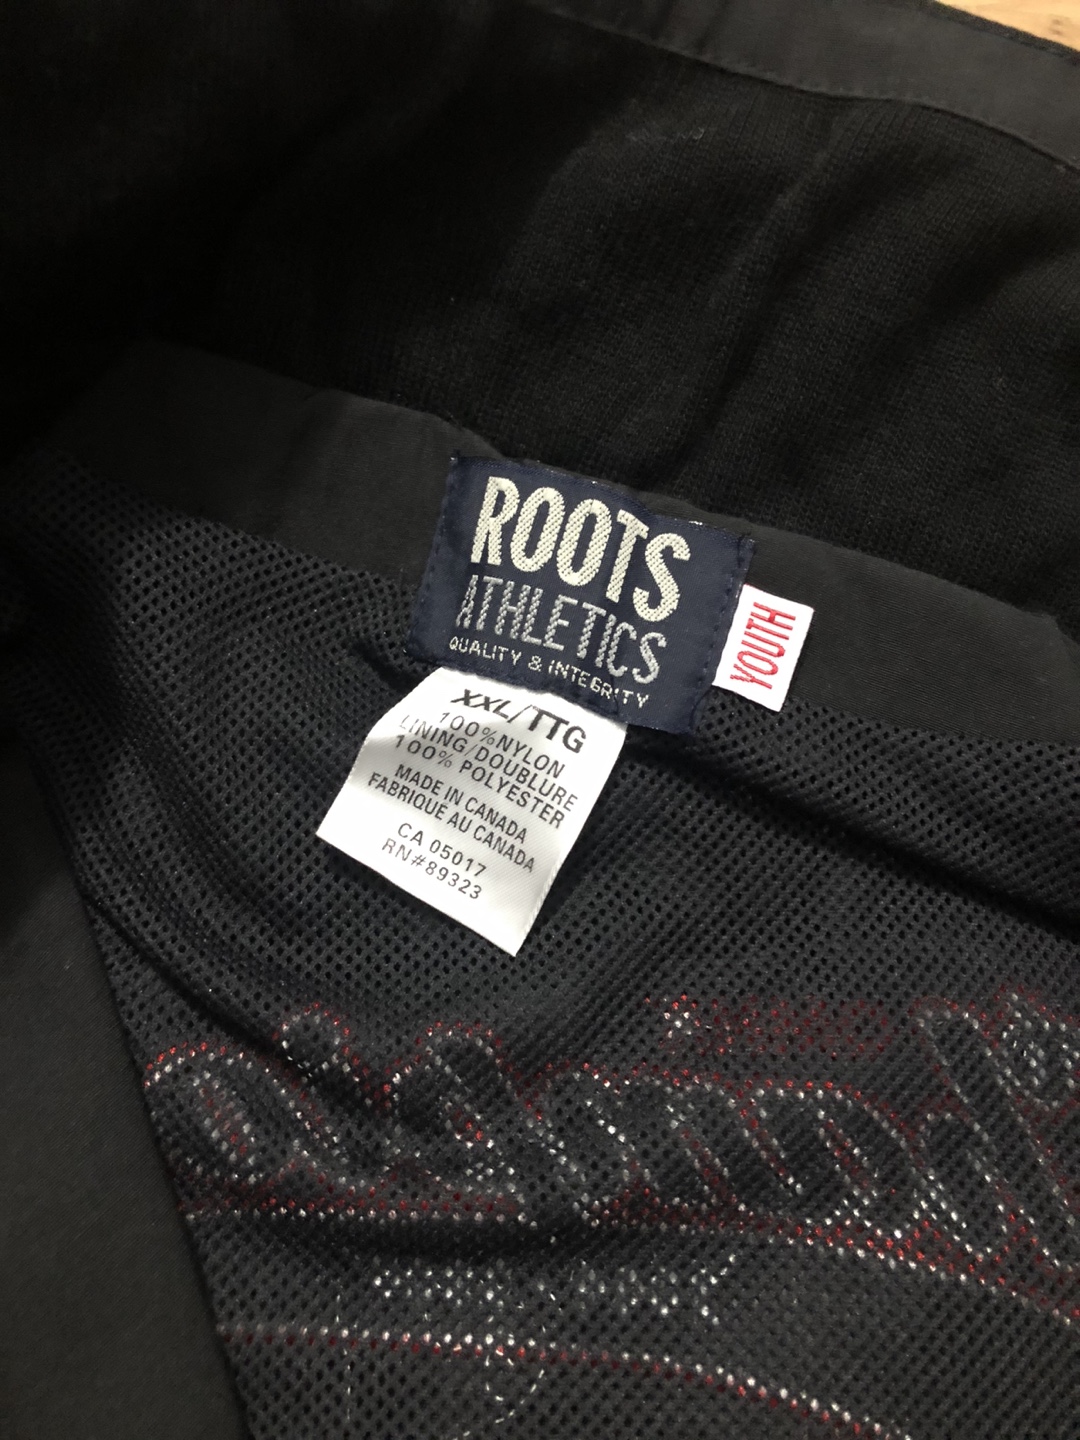 ROOTS
ATHLETICS
QUALITY & INTEGRITY
YOUTH
XXL/TTG
100%NYLON
LINING/DOUBLURE
100% POLYESTER
MADE IN CANADA
FABRIQUE AU CANADA
CA 05017
RN#89323